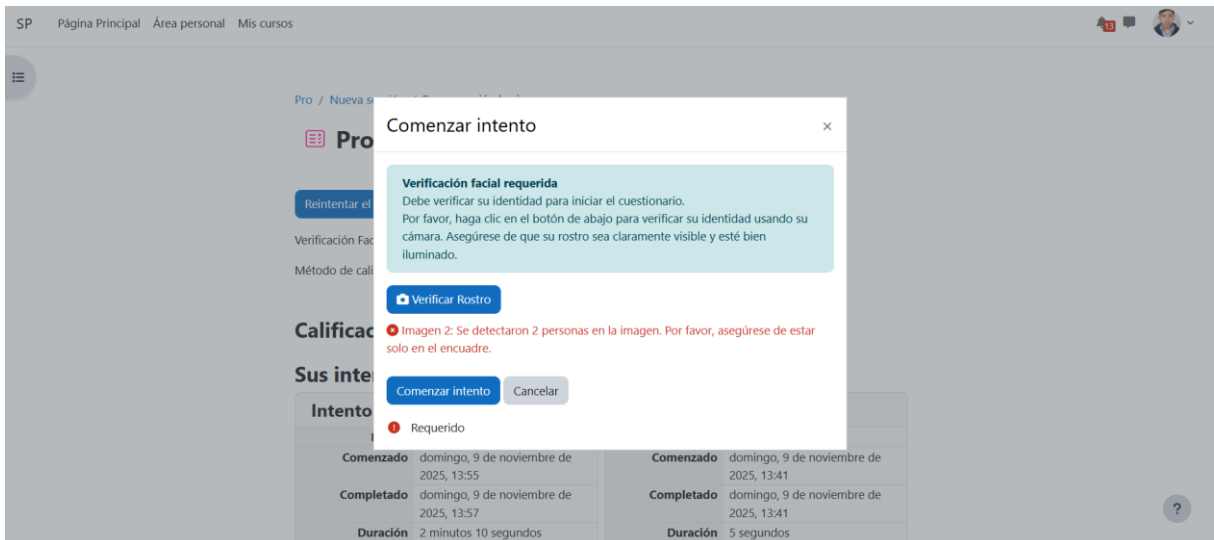 SP Página Principal Área personal Mis cursos 13
Pro / Nueva
Comenzar intento ×
Pro
Verificación facial requerida
Debe verificar su identidad para iniciar el cuestionario.
Por favor, haga clic en el botón de abajo para verificar su identidad usando su
cámara. Asegúrese de que su rostro sea claramente visible y esté bien
iluminado.
Reintentar el
Verificación Fac
Método de cali
Verificar Rostro
Imagen 2: Se detectaron 2 personas en la imagen. Por favor, asegúrese de estar
solo en el encuadre.
Calificac
Sus inte
Comenzar intento Cancelar
Intento
Requerido
Comenzado domingo, 9 de noviembre de
2025, 13:55
Completado domingo, 9 de noviembre de
2025, 13:57
Duración 2 minutos 10 segundos
Comenzado domingo, 9 de noviembre de
2025, 13:41
Completado domingo, 9 de noviembre de
2025, 13:41
Duración 5 segundos
?